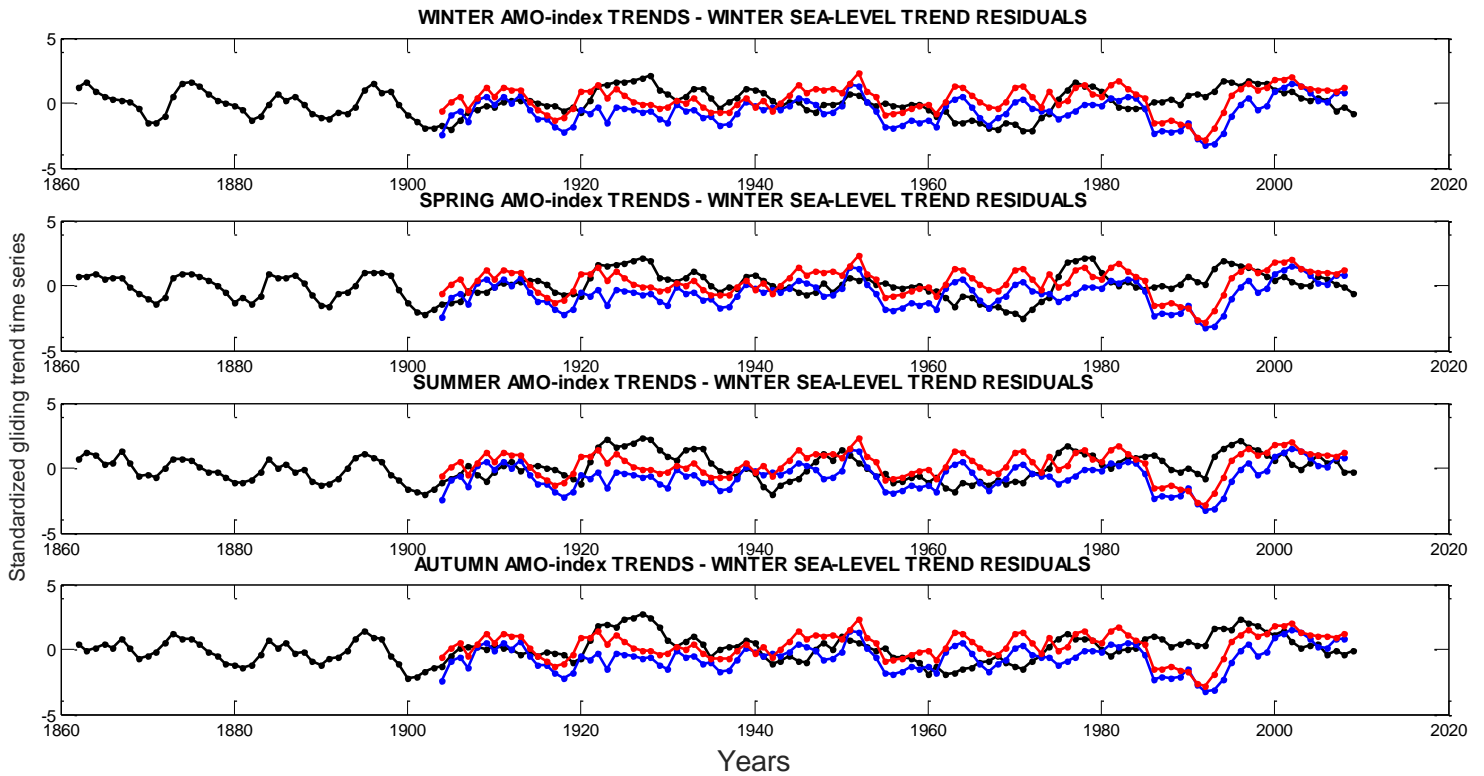 WINTER AMO-index TRENDS - WINTER SEA-LEVEL TREND RESIDUALS
5
0
-5
1860 1880 1900 1920 1940 1960 1980 2000 2020
SPRING AMO-index TRENDS - WINTER SEA-LEVEL TREND RESIDUALS
5
0
-5
1860 1880 1900 1920 1940 1960 1980 2000 2020
SUMMER AMO-index TRENDS - WINTER SEA-LEVEL TREND RESIDUALS
5
0
-5
1860 1880 1900 1920 1940 1960 1980 2000 2020
AUTUMN AMO-index TRENDS - WINTER SEA-LEVEL TREND RESIDUALS
5
0
-5
1860 1880 1900 1920 1940 1960 1980 2000 2020
Standardized gliding trend time series
Years